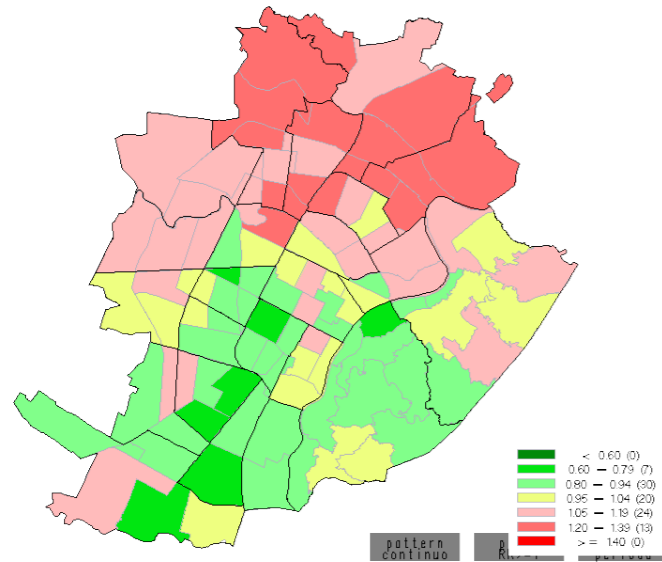 < 0.60 (0)
0.60 – 0.79 (7)
0.80 – 0.94 (30)
0.95 – 1.04 (20)
1.05 – 1.19 (24)
1.20 – 1.39 (13)
>= 1.40 (0)
pattern
continuo